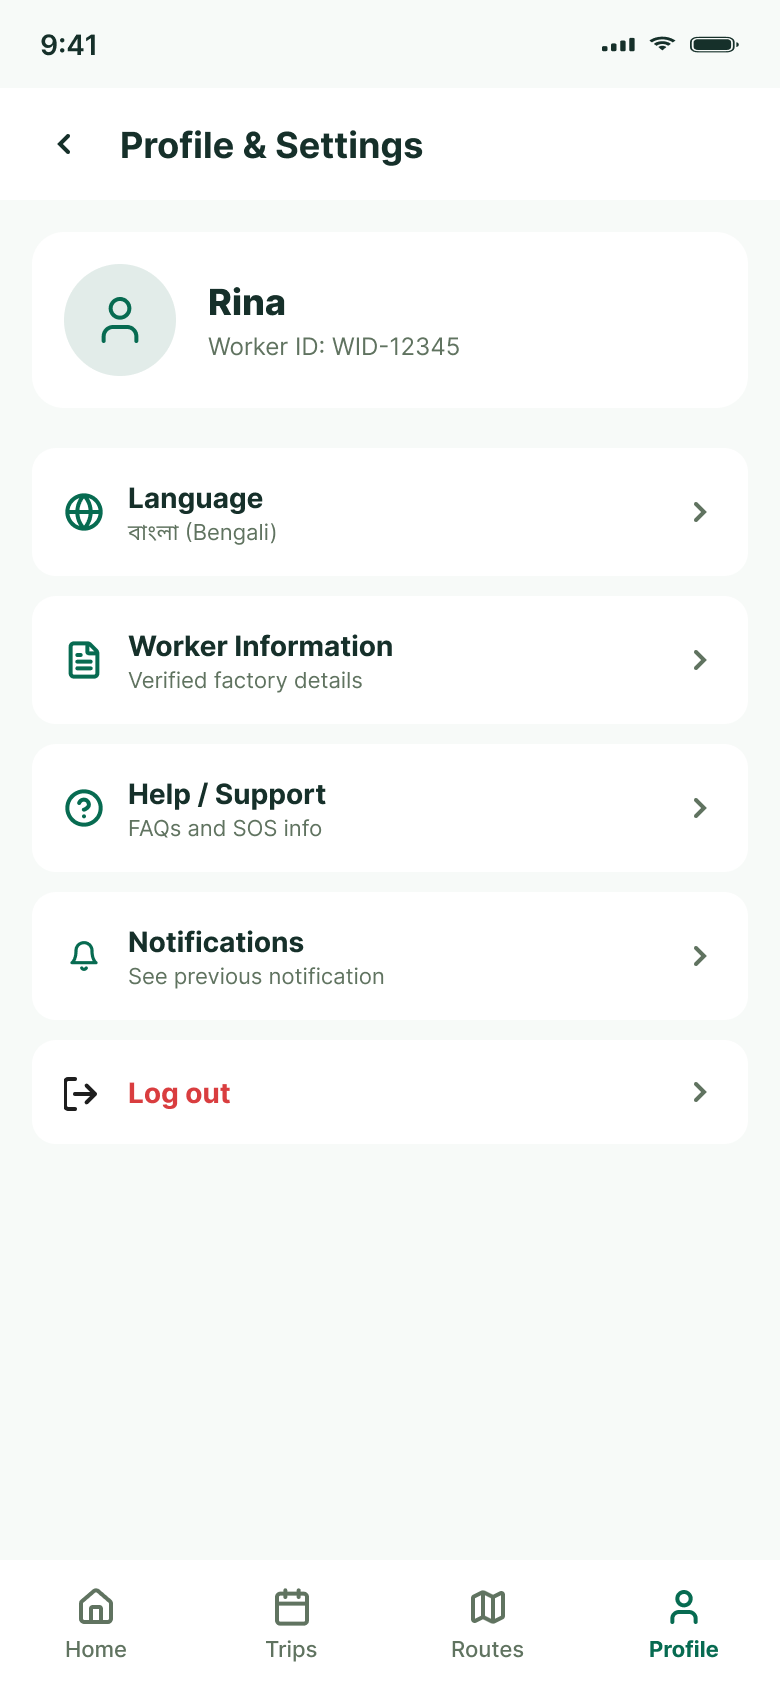 9:41
Profile & Settings
Rina
Worker ID: WID-12345
Language
বাংলা (Bengali)
Worker Information
Verified factory details
Help / Support
FAQs and SOS info
Notifications
See previous notification
Log out
Home
Trips
Routes
Profile